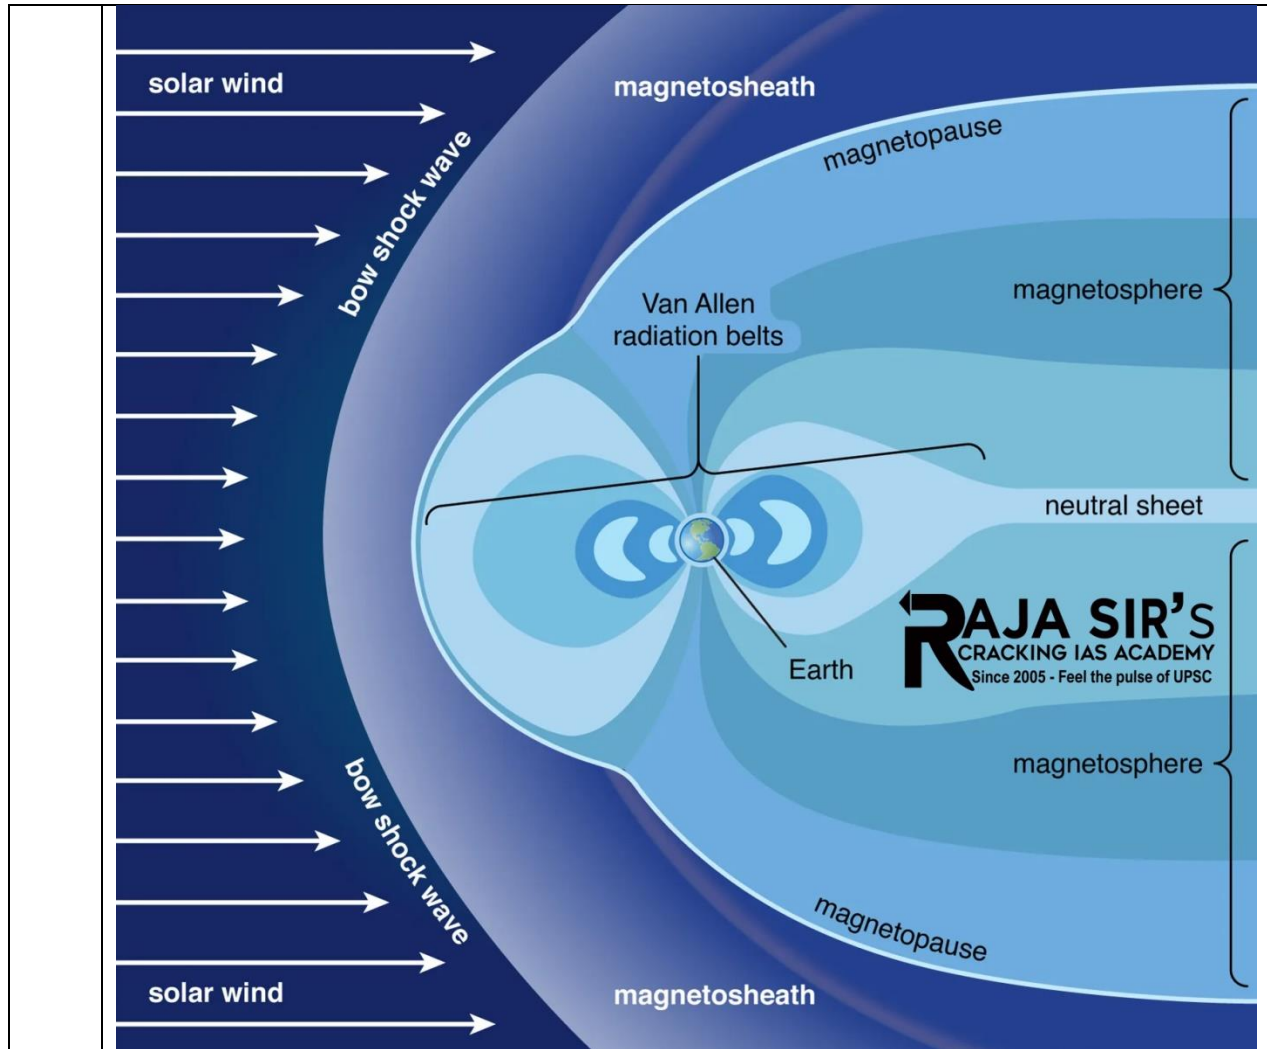 solar wind
magnetosheath
bow shock wave
magnetopause
Van Allen
radiation belts
magnetosphere
neutral sheet
RAJA SIR's
CRACKING IAS ACADEMY
Since 2005 - Feel the pulse of UPSC
Earth
magnetosphere
bow shock wave
magnetopause
solar wind
magnetosheath